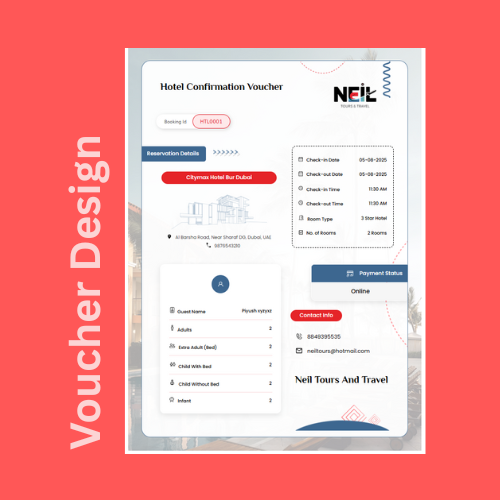 Voucher Design
Hotel Confirmation Voucher
NEIL
TOURS & TRAVEL
Booking Id HTL0003
Reservation Details >>>>>>
Citymax Hotel Bur Dubai
Al Barsha Road, Near Sharaf DG, Dubai, UAE
Check-in Date 05-08-2025
Check-out Date 05-08-2025
Check-in Time 11:30 AM
Check-out Time 11:30 AM
Room Type 3 Star Hotel
No. of Rooms 2 Rooms
Payment Status
Online
Guest Name Piyush xyzyxz
Adults 2
Extra Adult (Bed) 2
Child With Bed 2
Child Without Bed 2
Infant 2
Contact Info
8849395535
neiltours@hotmail.com
Neil Tours And Travel